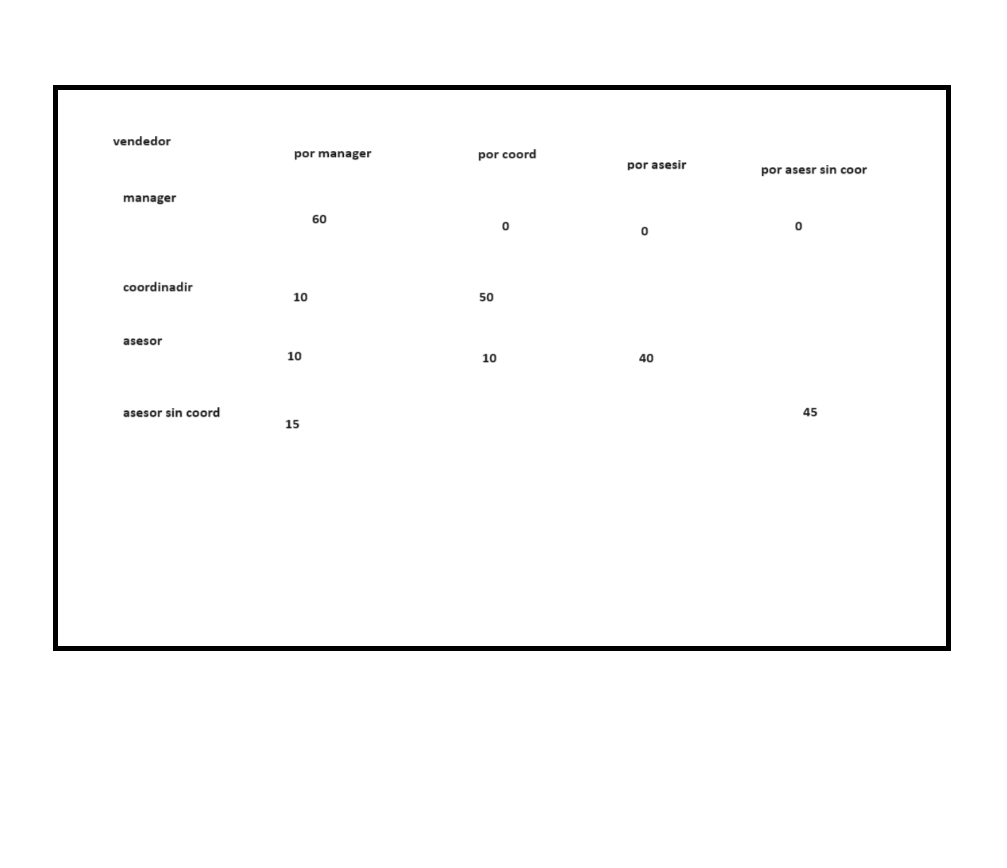 vendedor por manager por coord por asesir por asesr sin coor
manager 60 0 0 0
coordinadir 10 50
asesor 10 10 40
asesor sin coord 15 45